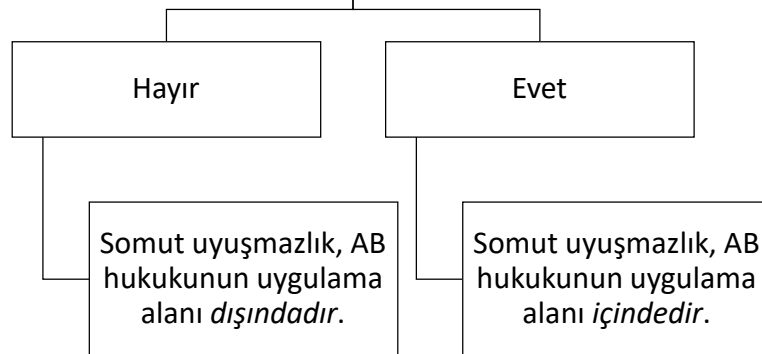 Hayır
Evet
Somut uyuşmazlık, AB
hukukunun uygulama
alanı dışındadır.
Somut uyuşmazlık, AB
hukukunun uygulama
alanı içindedir.